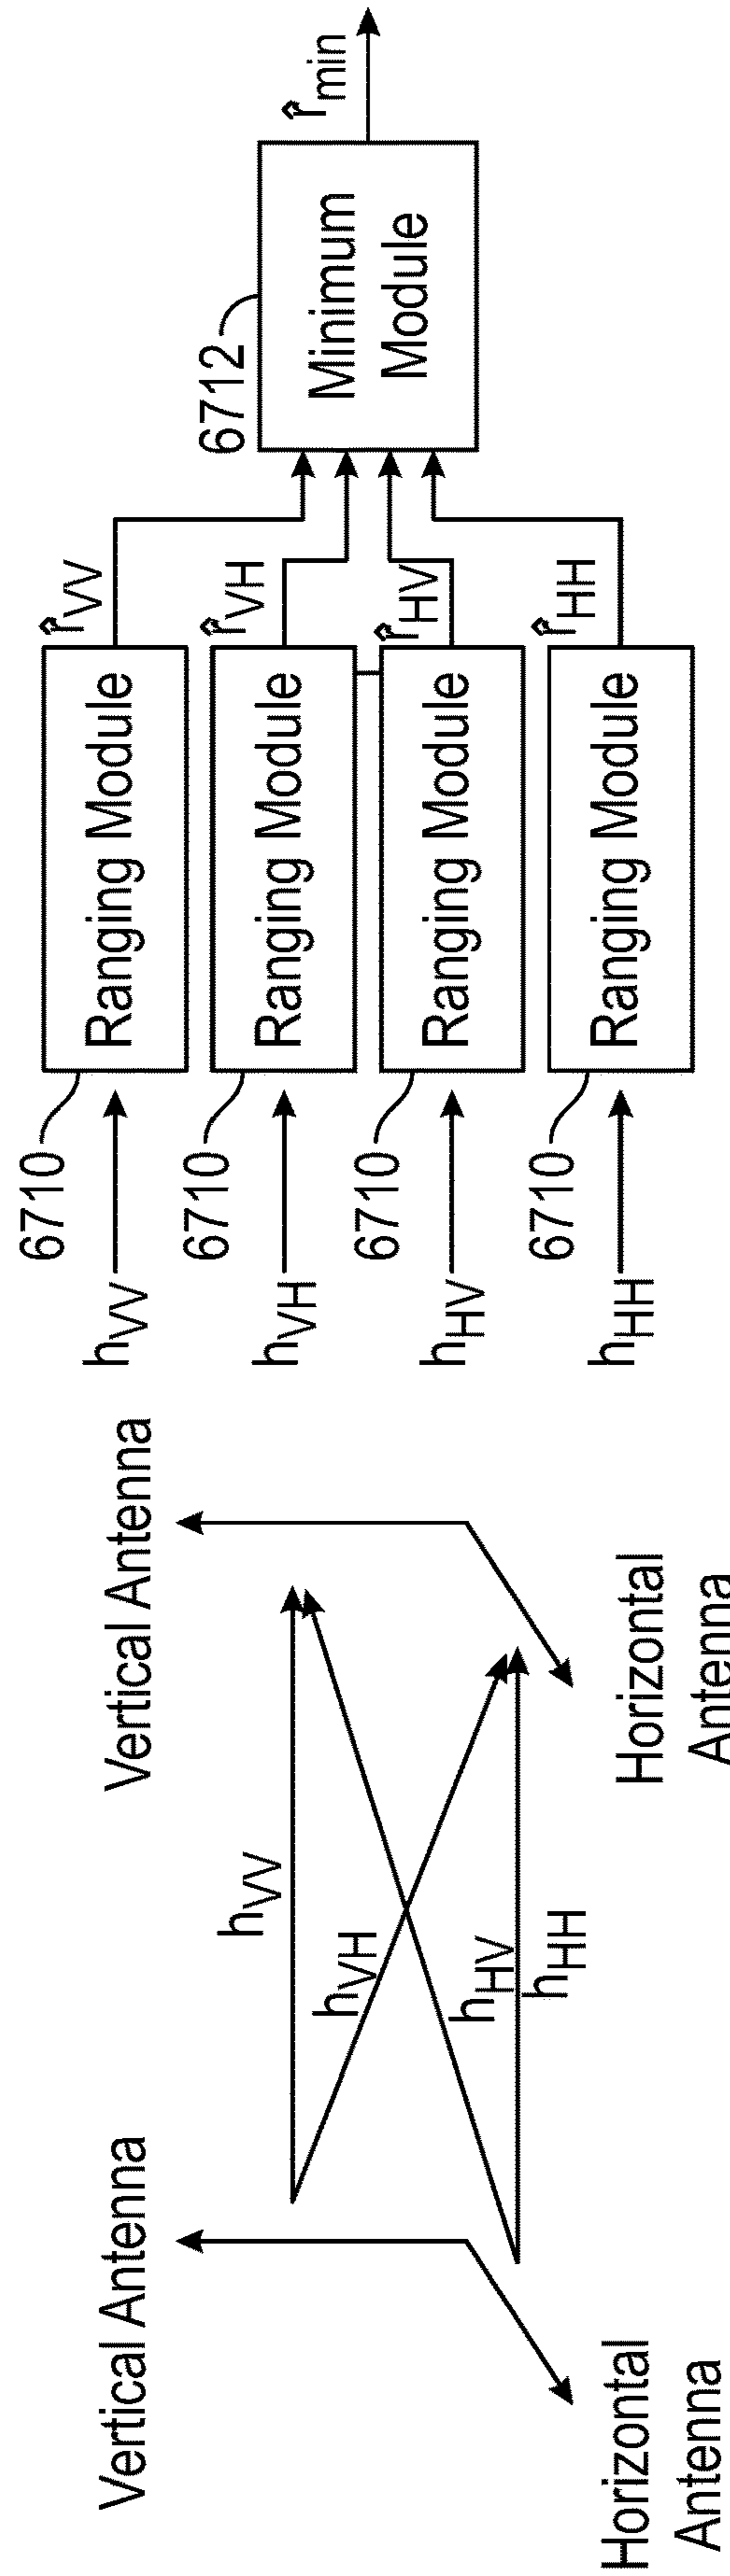 Vertical Antenna
Vertical Antenna
h_VV
h_VH
h_HV
h_HH
Horizontal
Antenna
Horizontal
Antenna
h_VV
6710
Ranging Module
r̂_VV
h_VH
6710
Ranging Module
r̂_VH
h_HV
6710
Ranging Module
r̂_HV
h_HH
6710
Ranging Module
r̂_HH
6712
Minimum
Module
r̂_min